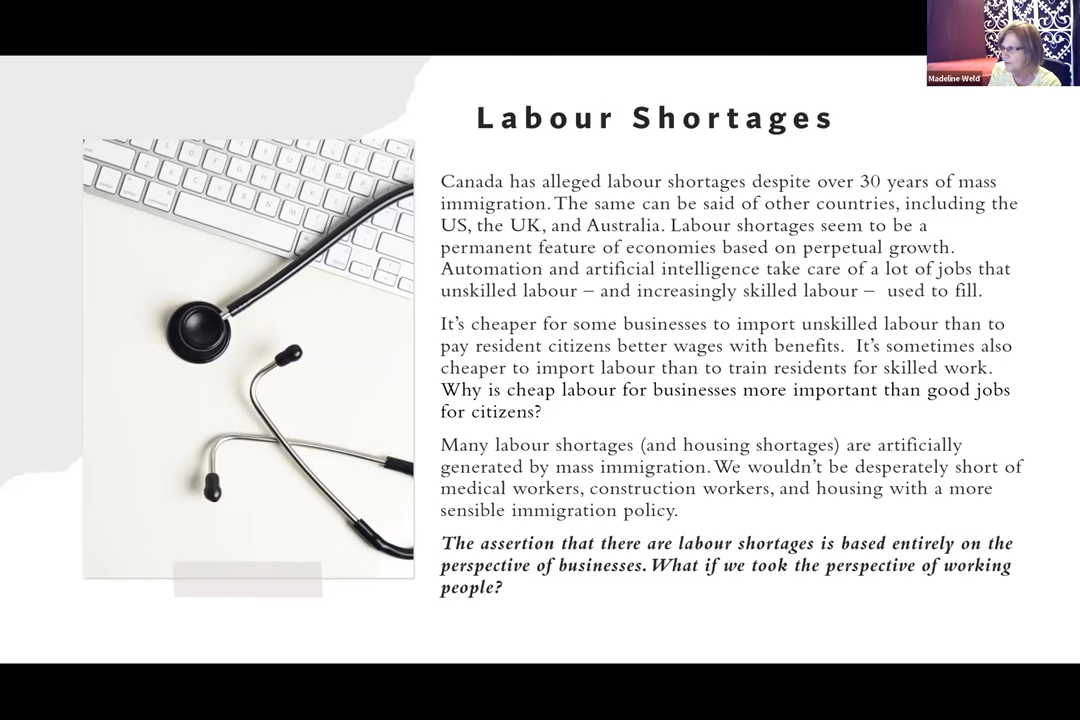 Madeline Weld
Labour Shortages
Canada has alleged labour shortages despite over 30 years of mass
immigration. The same can be said of other countries, including the
US, the UK, and Australia. Labour shortages seem to be a
permanent feature of economies based on perpetual growth.
Automation and artificial intelligence take care of a lot of jobs that
unskilled labour – and increasingly skilled labour – used to fill.
It’s cheaper for some businesses to import unskilled labour than to
pay resident citizens better wages with benefits. It’s sometimes also
cheaper to import labour than to train residents for skilled work.
Why is cheap labour for businesses more important than good jobs
for citizens?
Many labour shortages (and housing shortages) are artificially
generated by mass immigration. We wouldn’t be desperately short of
medical workers, construction workers, and housing with a more
sensible immigration policy.
The assertion that there are labour shortages is based entirely on the
perspective of businesses. What if we took the perspective of working
people?